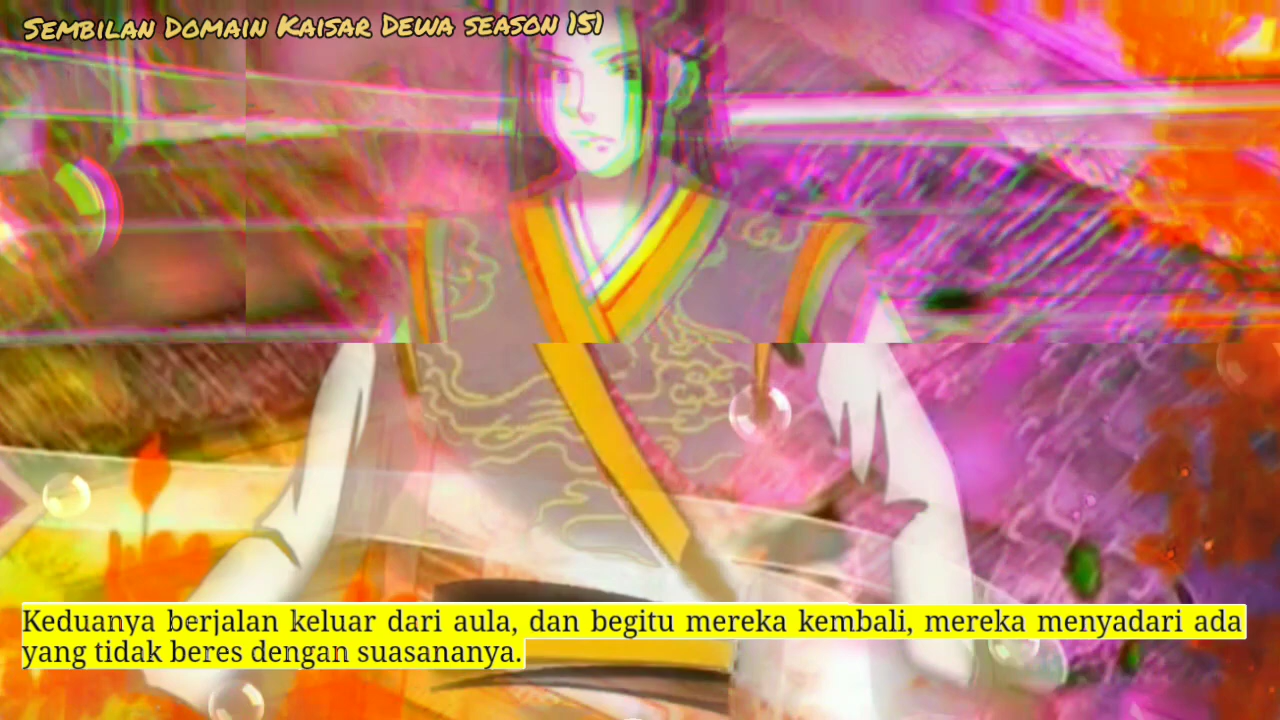 Sembilan Domain Kaisar Dewa season 151
Keduanya berjalan keluar dari aula, dan begitu mereka kembali, mereka menyadari ada
yang tidak beres dengan suasananya.